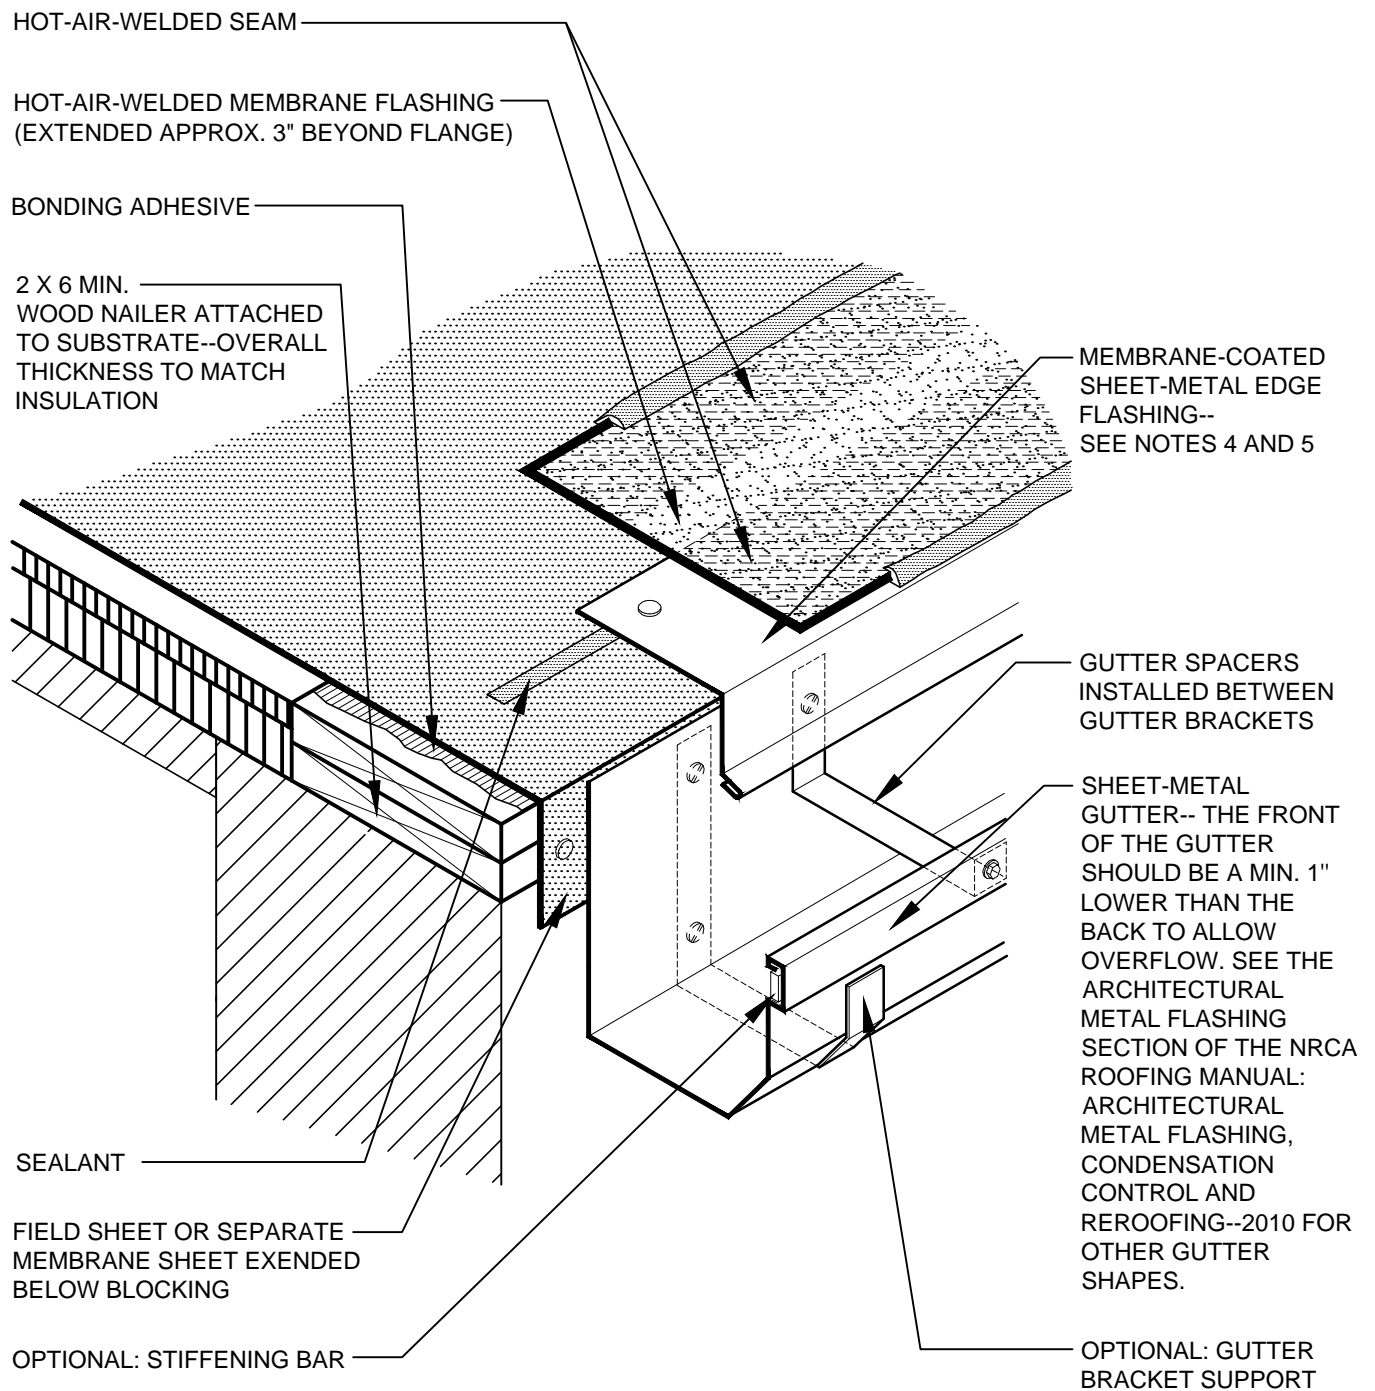 HOT-AIR-WELDED SEAM
HOT-AIR-WELDED MEMBRANE FLASHING
(EXTENDED APPROX. 3" BEYOND FLANGE)
BONDING ADHESIVE
2 X 6 MIN.
WOOD NAILER ATTACHED
TO SUBSTRATE--OVERALL
THICKNESS TO MATCH
INSULATION
MEMBRANE-COATED
SHEET-METAL EDGE
FLASHING--
SEE NOTES 4 AND 5
GUTTER SPACERS
INSTALLED BETWEEN
GUTTER BRACKETS
SHEET-METAL
GUTTER-- THE FRONT
OF THE GUTTER
SHOULD BE A MIN. 1"
LOWER THAN THE
BACK TO ALLOW
OVERFLOW. SEE THE
ARCHITECTURAL
METAL FLASHING
SECTION OF THE NRCA
ROOFING MANUAL:
ARCHITECTURAL
METAL FLASHING,
CONDENSATION
CONTROL AND
REROOFING--2010 FOR
OTHER GUTTER
SHAPES.
SEALANT
FIELD SHEET OR SEPARATE
MEMBRANE SHEET EXENDED
BELOW BLOCKING
OPTIONAL: STIFFENING BAR
OPTIONAL: GUTTER
BRACKET SUPPORT